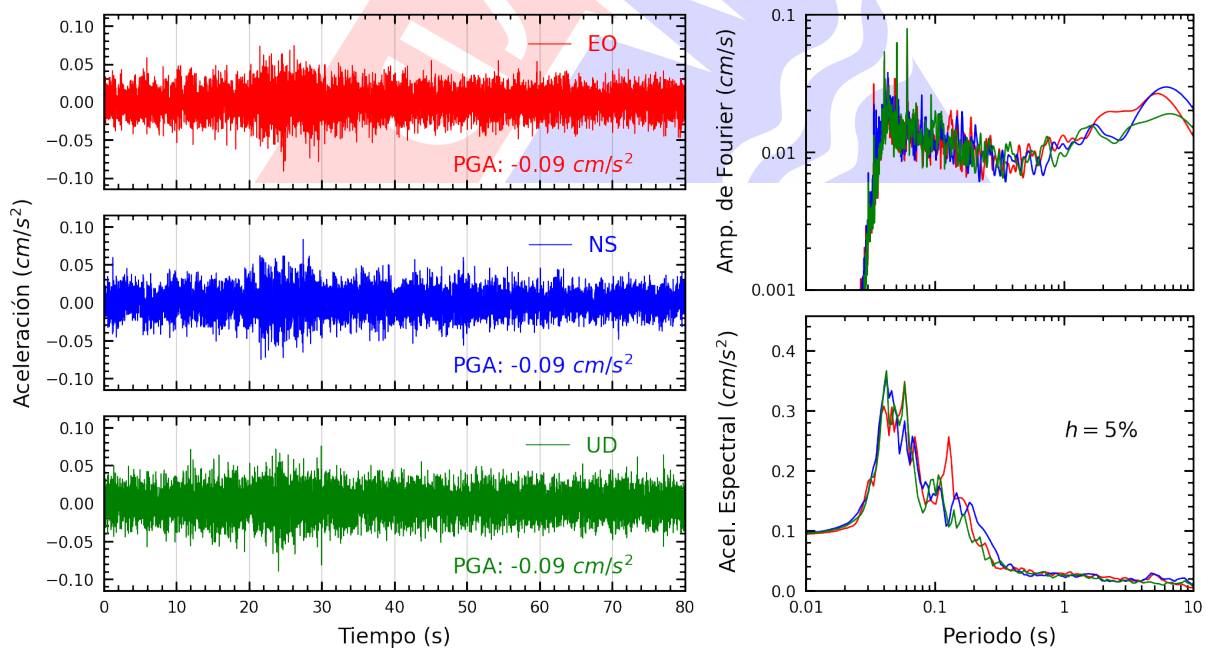 Aceleración (cm/s²)
0.10
0.05
0.00
−0.05
−0.10
EO
PGA: -0.09 cm/s²
0.10
0.05
0.00
−0.05
−0.10
NS
PGA: -0.09 cm/s²
0.10
0.05
0.00
−0.05
−0.10
UD
PGA: -0.09 cm/s²
0 10 20 30 40 50 60 70 80
Tiempo (s)
Amp. de Fourier (cm/s)
0.1
0.01
0.001
Acel. Espectral (cm/s²)
0.4
0.3
0.2
0.1
0.0
h = 5%
0.01 0.1 1 10
Periodo (s)